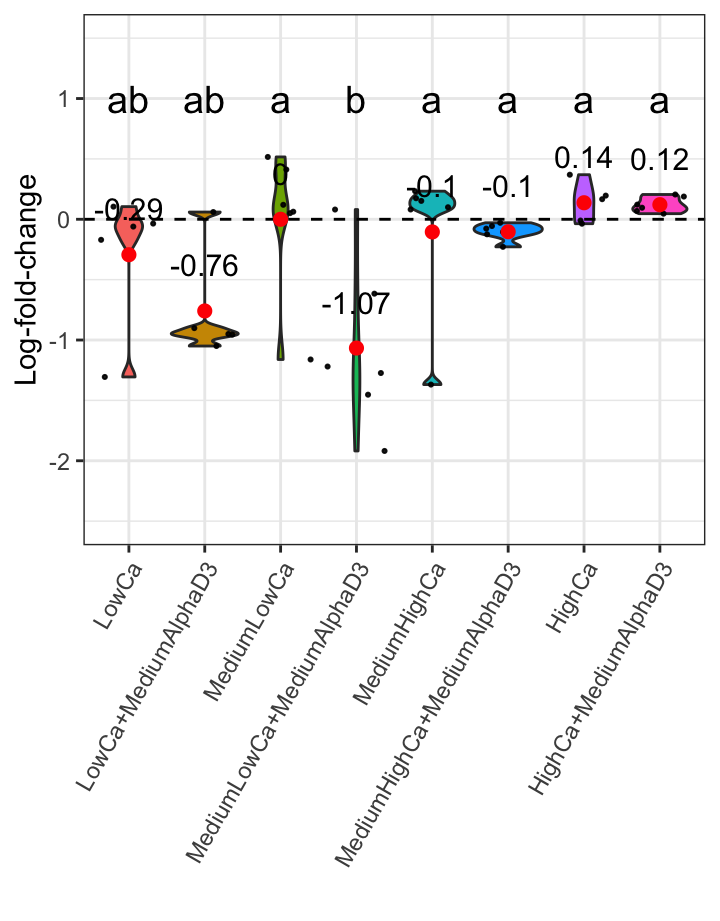 Log-fold-change
1
0
-1
-2
ab ab a b a a a a
-0.29 -0.76 0 -1.07 -0.1 -0.1 0.14 0.12
LowCa
LowCa+MediumAlphaD3
MediumLowCa
MediumLowCa+MediumAlphaD3
MediumHighCa
MediumHighCa+MediumAlphaD3
HighCa
HighCa+MediumAlphaD3